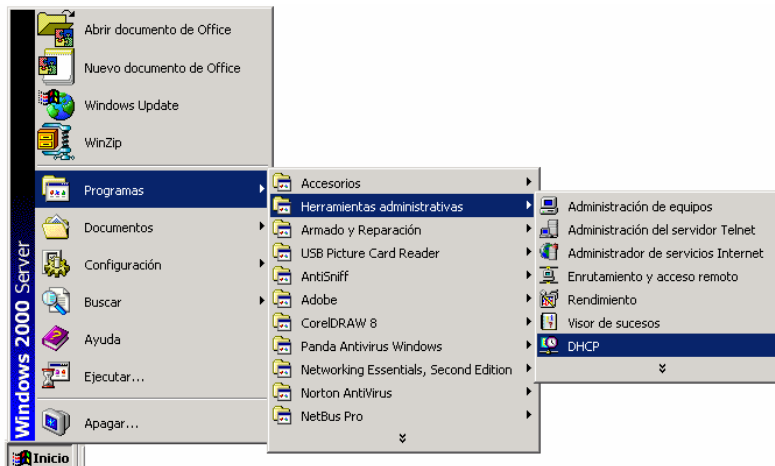 Abrir documento de Office
Nuevo documento de Office
Windows Update
WinZip
Programas
Documentos
Configuración
Buscar
Ayuda
Ejecutar...
Apagar...
Windows 2000 Server
Inicio
Accesorios
Herramientas administrativas
Armado y Reparación
USB Picture Card Reader
AntiSniff
Adobe
CorelDRAW 8
Panda Antivirus Windows
Networking Essentials, Second Edition
Norton AntiVirus
NetBus Pro
Administración de equipos
Administración del servidor Telnet
Administrador de servicios Internet
Enrutamiento y acceso remoto
Rendimiento
Visor de sucesos
DHCP